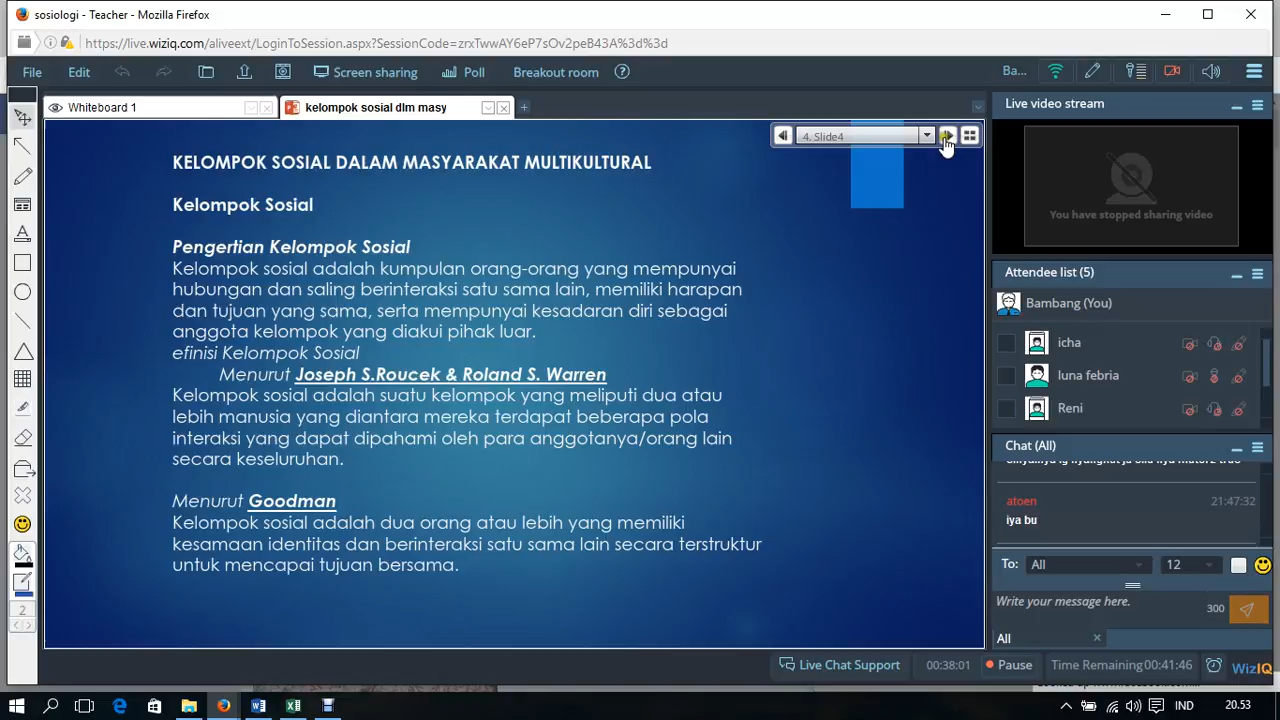 sosiologi - Teacher - Mozilla Firefox
https://live.wiziq.com/aliveext/LoginToSession.aspx?SessionCode=zrxTwwAY6eP7sOv2peB43A%3d%3d
File Edit Screen sharing Poll Breakout room Ba...
Whiteboard 1
kelompok sosial dlm masy
4. Slide4
KELOMPOK SOSIAL DALAM MASYARAKAT MULTIKULTURAL
Kelompok Sosial
Pengertian Kelompok Sosial
Kelompok sosial adalah kumpulan orang-orang yang mempunyai
hubungan dan saling berinteraksi satu sama lain, memiliki harapan
dan tujuan yang sama, serta mempunyai kesadaran diri sebagai
anggota kelompok yang diakui pihak luar.
efinisi Kelompok Sosial
Menurut Joseph S.Roucek & Roland S. Warren
Kelompok sosial adalah suatu kelompok yang meliputi dua atau
lebih manusia yang diantara mereka terdapat beberapa pola
interaksi yang dapat dipahami oleh para anggotanya/orang lain
secara keseluruhan.
Menurut Goodman
Kelompok sosial adalah dua orang atau lebih yang memiliki
kesamaan identitas dan berinteraksi satu sama lain secara terstruktur
untuk mencapai tujuan bersama.
2
Live video stream
You have stopped sharing video
Attendee list (5)
Bambang (You)
icha
luna febria
Reni
Chat (All)
atoen 21:47:32
iya bu
To: All 12
Write your message here. 300
All
Live Chat Support 00:38:01 Pause Time Remaining 00:41:46 WizIQ
IND 20.53